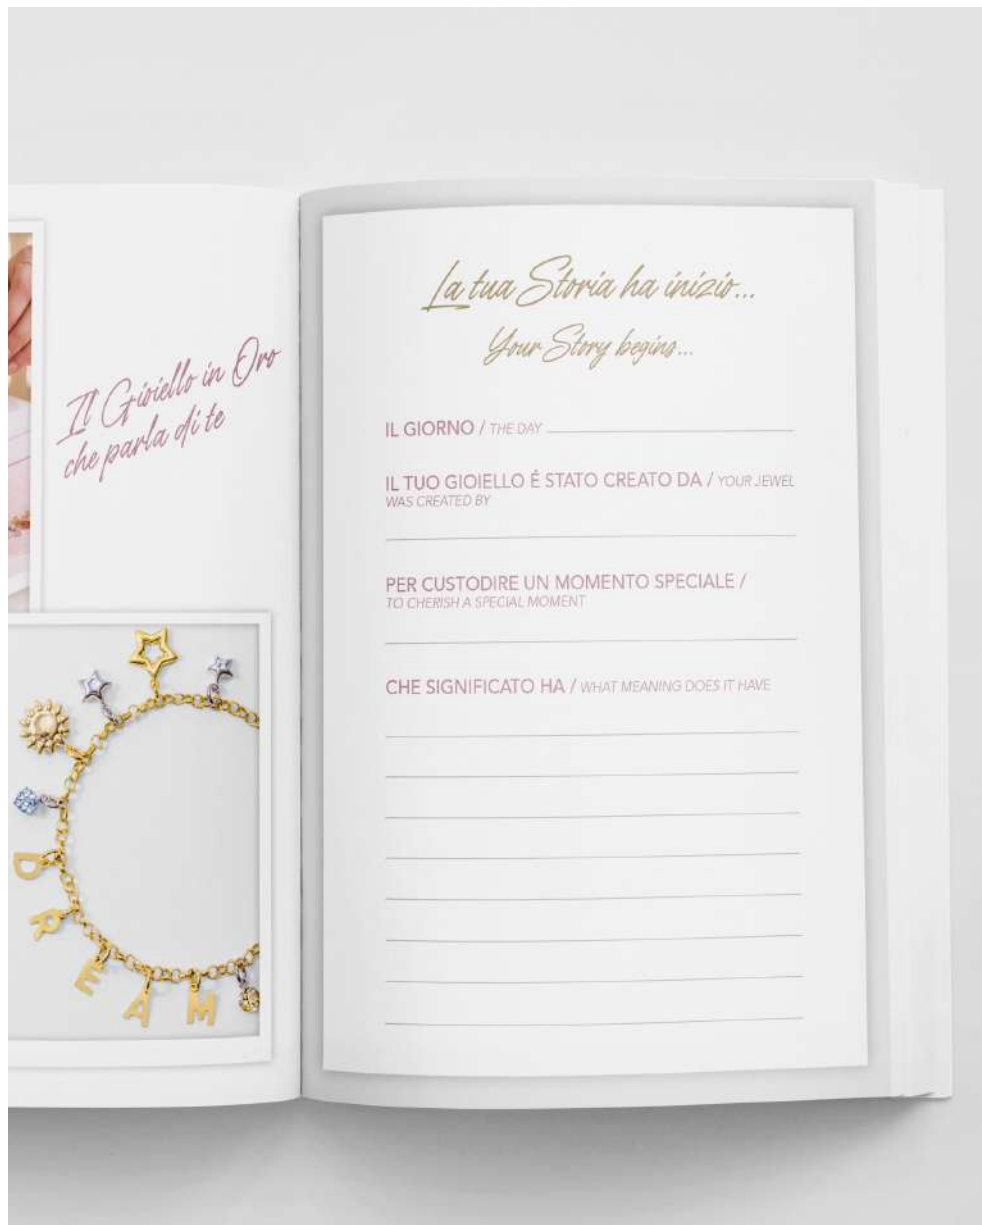 Il Gioiello in Oro
che parla di te
D
R
E
A
M
La tua Storia ha inizio...
Your Story begins...
IL GIORNO / THE DAY
IL TUO GIOIELLO É STATO CREATO DA / YOUR JEWEL
WAS CREATED BY
PER CUSTODIRE UN MOMENTO SPECIALE /
TO CHERISH A SPECIAL MOMENT
CHE SIGNIFICATO HA / WHAT MEANING DOES IT HAVE